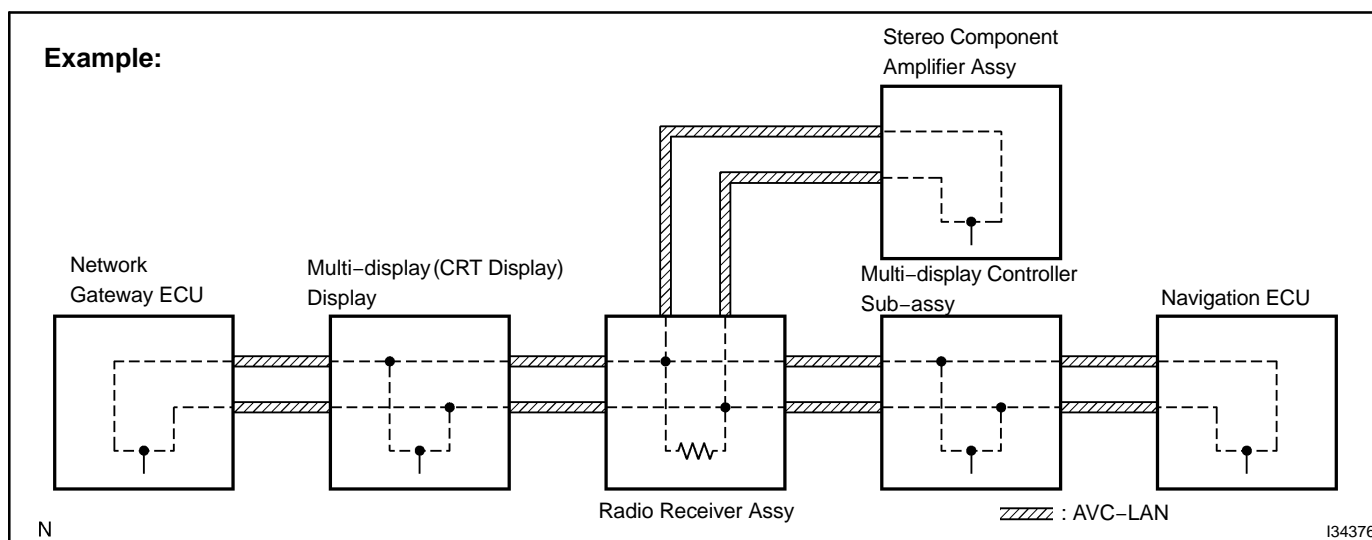 Example:
Stereo Component
Amplifier Assy
Network
Gateway ECU
Multi−display (CRT Display)
Display
Multi−display Controller
Sub−assy
Navigation ECU
Radio Receiver Assy
: AVC−LAN
N
I34376